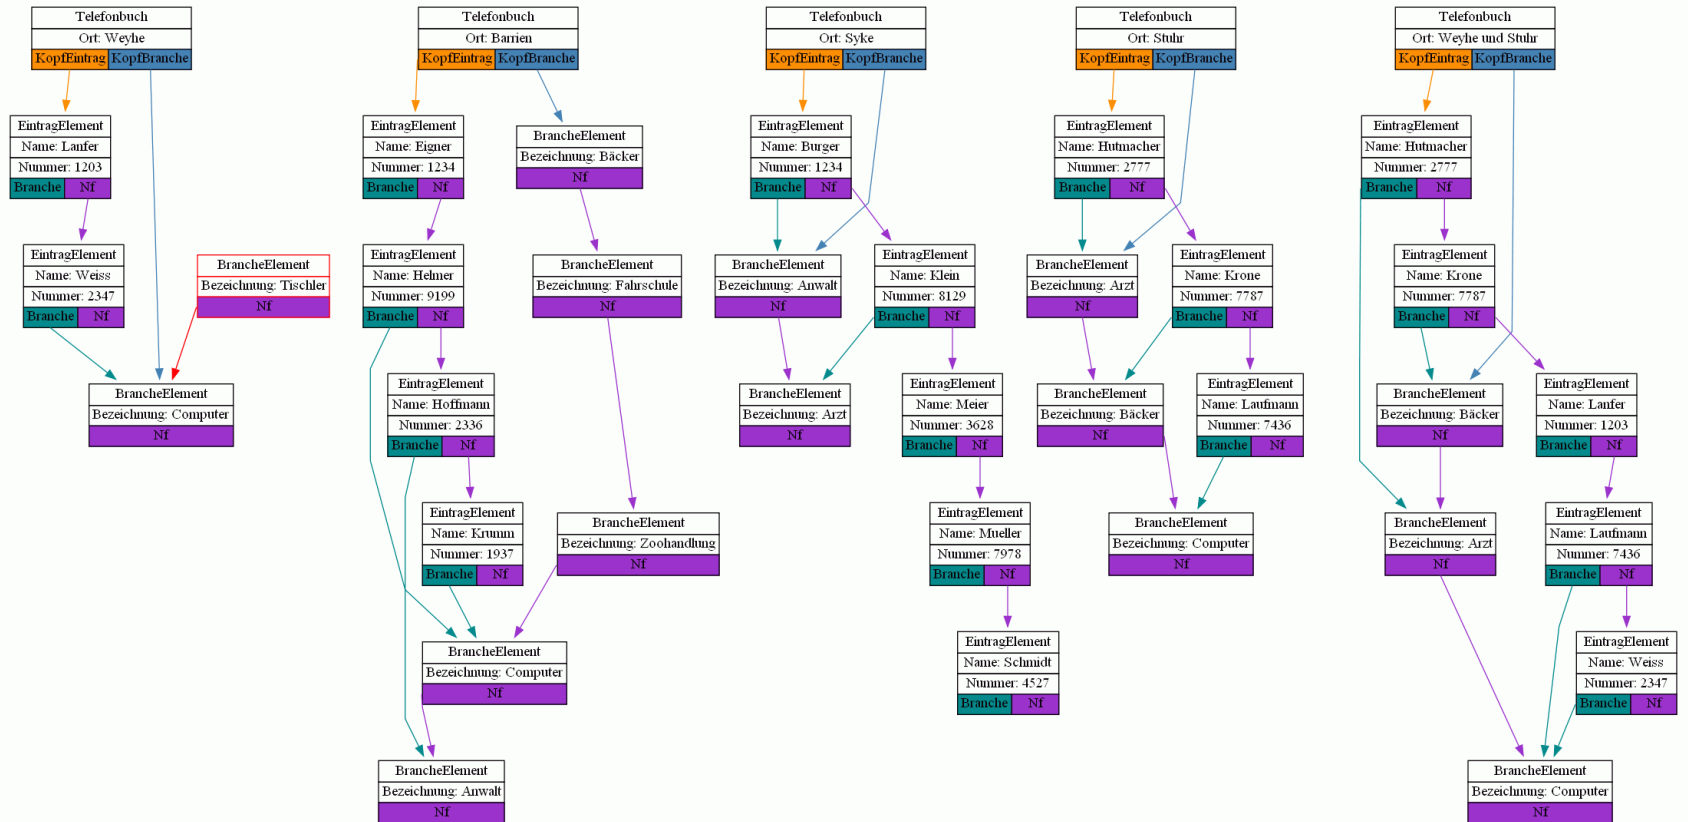 Telefonbuch
Ort: Weyhe
KopfEintrag KopfBranche
EintragElement
Name: Lanfer
Nummer: 1203
Branche Nf
EintragElement
Name: Weiss
Nummer: 2347
Branche Nf
BrancheElement
Bezeichnung: Tischler
Nf
BrancheElement
Bezeichnung: Computer
Nf
Telefonbuch
Ort: Barrien
KopfEintrag KopfBranche
EintragElement
Name: Eigner
Nummer: 1234
Branche Nf
BrancheElement
Bezeichnung: Bäcker
Nf
EintragElement
Name: Helmer
Nummer: 9199
Branche Nf
BrancheElement
Bezeichnung: Fahrschule
Nf
EintragElement
Name: Hoffmann
Nummer: 2336
Branche Nf
EintragElement
Name: Krumm
Nummer: 1937
Branche Nf
BrancheElement
Bezeichnung: Zoohandlung
Nf
BrancheElement
Bezeichnung: Computer
Nf
BrancheElement
Bezeichnung: Anwalt
Nf
Telefonbuch
Ort: Syke
KopfEintrag KopfBranche
EintragElement
Name: Burger
Nummer: 1234
Branche Nf
BrancheElement
Bezeichnung: Anwalt
Nf
EintragElement
Name: Klein
Nummer: 8129
Branche Nf
BrancheElement
Bezeichnung: Arzt
Nf
EintragElement
Name: Meier
Nummer: 3628
Branche Nf
EintragElement
Name: Mueller
Nummer: 7978
Branche Nf
EintragElement
Name: Schmidt
Nummer: 4527
Branche Nf
Telefonbuch
Ort: Stuhr
KopfEintrag KopfBranche
EintragElement
Name: Hutmacher
Nummer: 2777
Branche Nf
BrancheElement
Bezeichnung: Arzt
Nf
EintragElement
Name: Krone
Nummer: 7787
Branche Nf
BrancheElement
Bezeichnung: Bäcker
Nf
EintragElement
Name: Laufmann
Nummer: 7436
Branche Nf
BrancheElement
Bezeichnung: Computer
Nf
Telefonbuch
Ort: Weyhe und Stuhr
KopfEintrag KopfBranche
EintragElement
Name: Hutmacher
Nummer: 2777
Branche Nf
EintragElement
Name: Krone
Nummer: 7787
Branche Nf
BrancheElement
Bezeichnung: Bäcker
Nf
EintragElement
Name: Lanfer
Nummer: 1203
Branche Nf
BrancheElement
Bezeichnung: Arzt
Nf
EintragElement
Name: Laufmann
Nummer: 7436
Branche Nf
EintragElement
Name: Weiss
Nummer: 2347
Branche Nf
BrancheElement
Bezeichnung: Computer
Nf